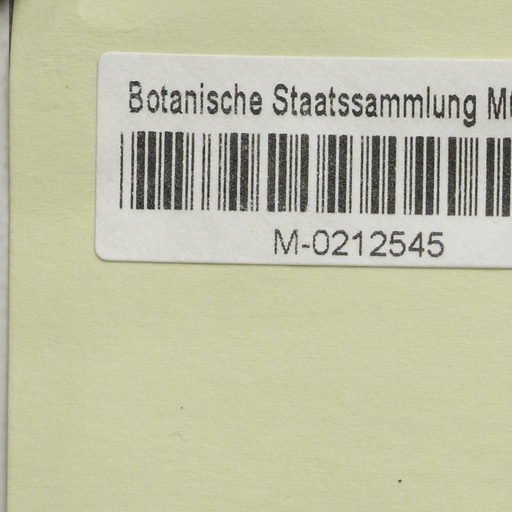 Botanische Staatssammlung
M-0212545